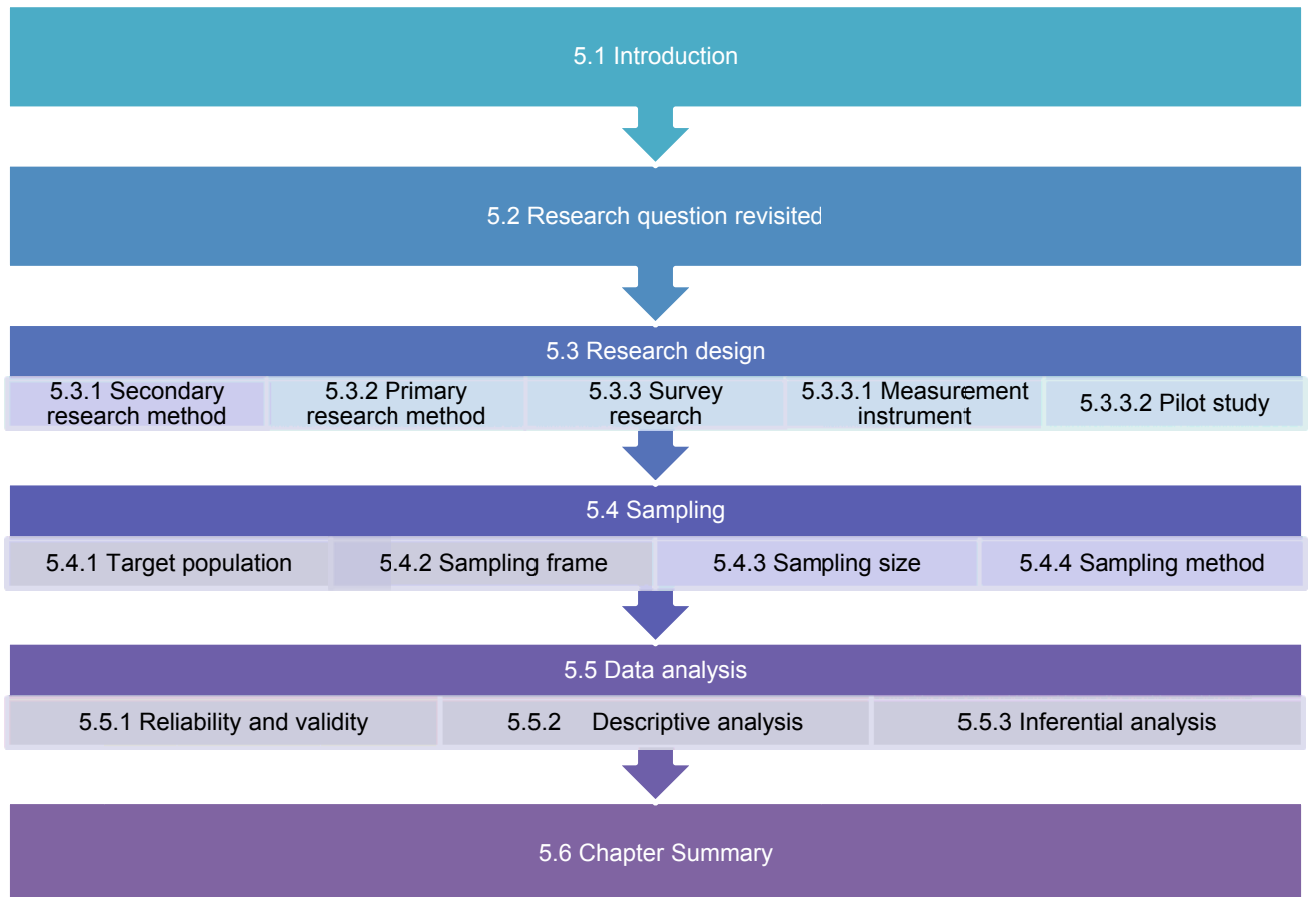 5.1 Introduction
5.2 Research question revisited
5.3 Research design
5.3.1 Secondary
research method
5.3.2 Primary
research method
5.3.3 Survey
research
5.3.3.1 Measurement
instrument
5.3.3.2 Pilot study
5.4 Sampling
5.4.1 Target population
5.4.2 Sampling frame
5.4.3 Sampling size
5.4.4 Sampling method
5.5 Data analysis
5.5.1 Reliability and validity
5.5.2 Descriptive analysis
5.5.3 Inferential analysis
5.6 Chapter Summary